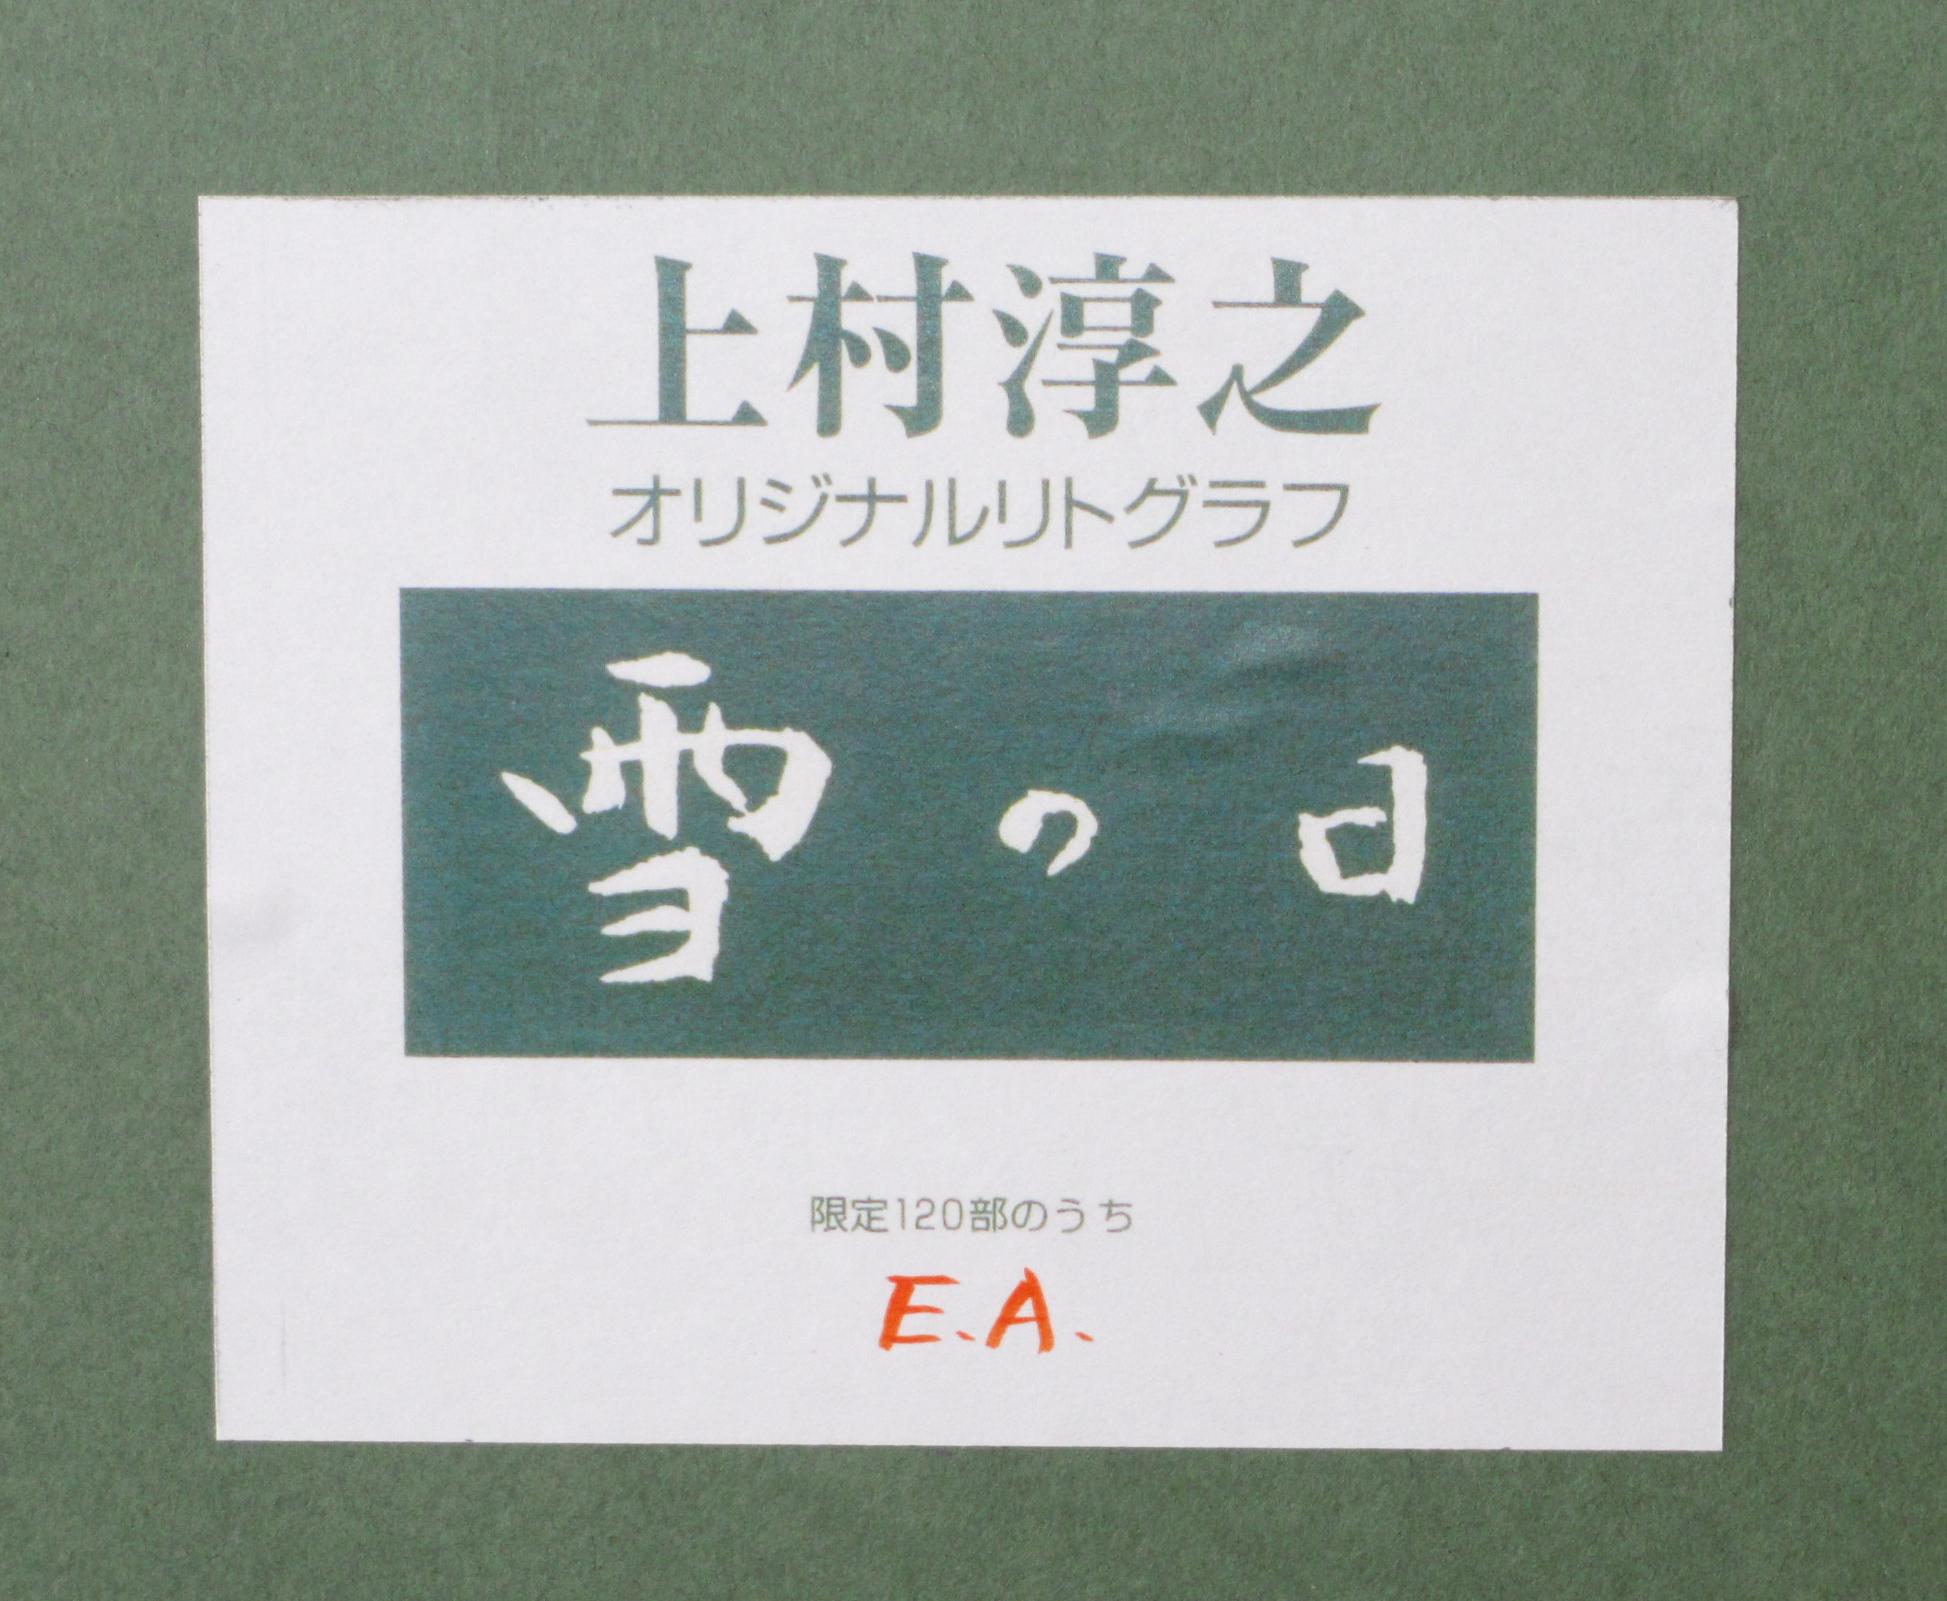 上村淳之
オリジナルリトグラフ
雪の日
限定120部のうち
E.A.